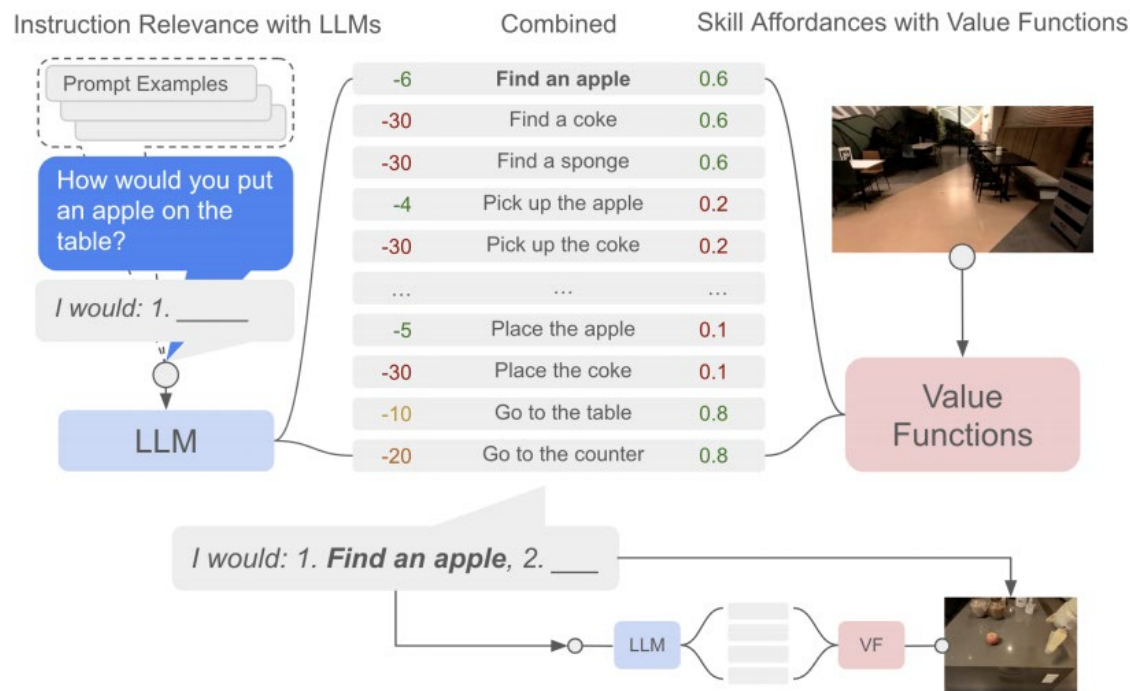 Instruction Relevance with LLMs
Combined
Skill Affordances with Value Functions
Prompt Examples
How would you put
an apple on the
table?
I would: 1. _____
LLM
-6 Find an apple 0.6
-30 Find a coke 0.6
-30 Find a sponge 0.6
-4 Pick up the apple 0.2
-30 Pick up the coke 0.2
... ... ...
-5 Place the apple 0.1
-30 Place the coke 0.1
-10 Go to the table 0.8
-20 Go to the counter 0.8
Value
Functions
I would: 1. Find an apple, 2. ___
LLM
VF